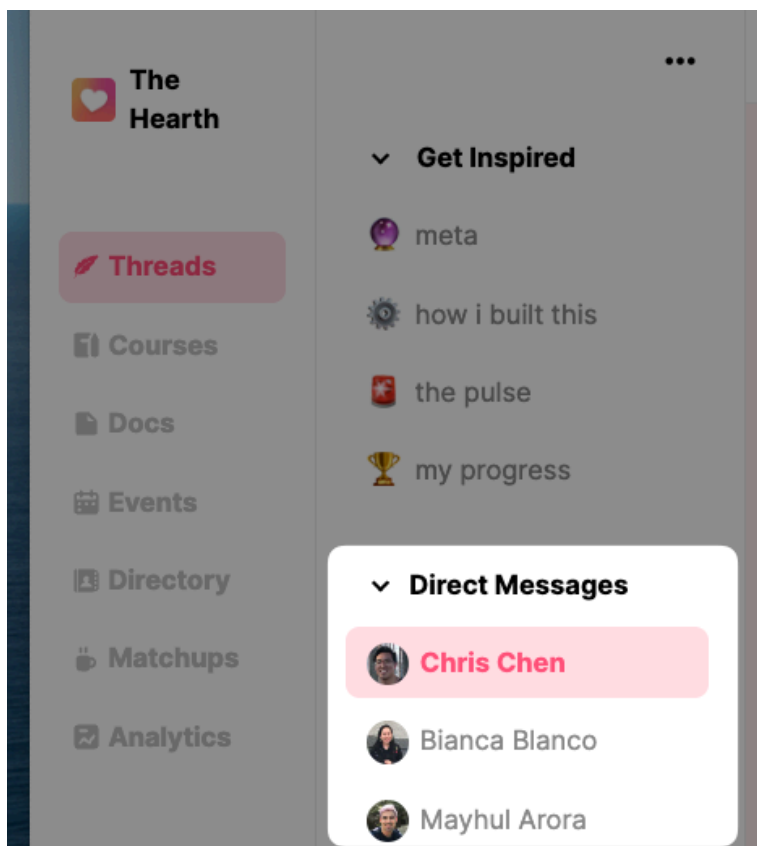 The
Hearth
Threads
Courses
Docs
Events
Directory
Matchups
Analytics
Get Inspired
meta
how i built this
the pulse
my progress
Direct Messages
Chris Chen
Bianca Blanco
Mayhul Arora